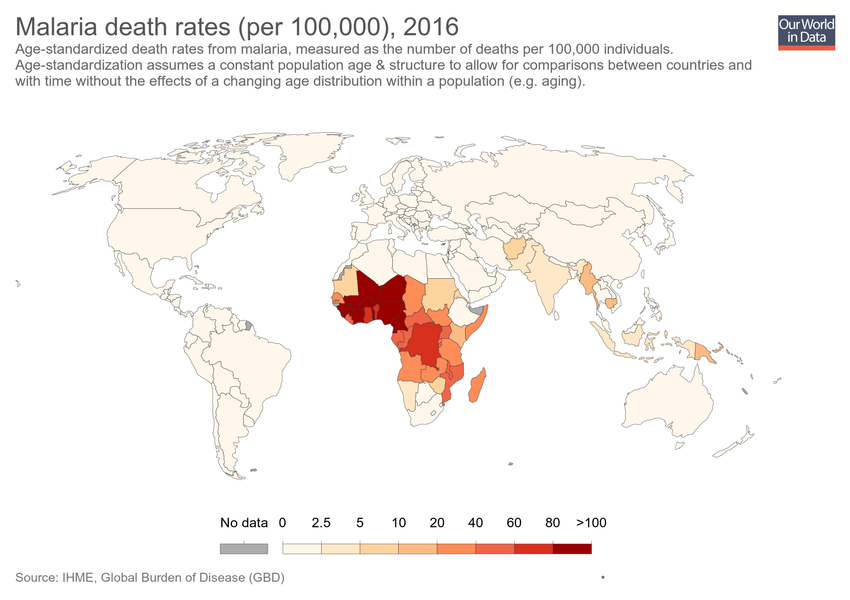 Malaria death rates (per 100,000), 2016
Our World
in Data
Age-standardized death rates from malaria, measured as the number of deaths per 100,000 individuals.
Age-standardization assumes a constant population age & structure to allow for comparisons between countries and
with time without the effects of a changing age distribution within a population (e.g. aging).
No data 0 2.5 5 10 20 40 60 80 >100
Source: IHME, Global Burden of Disease (GBD)